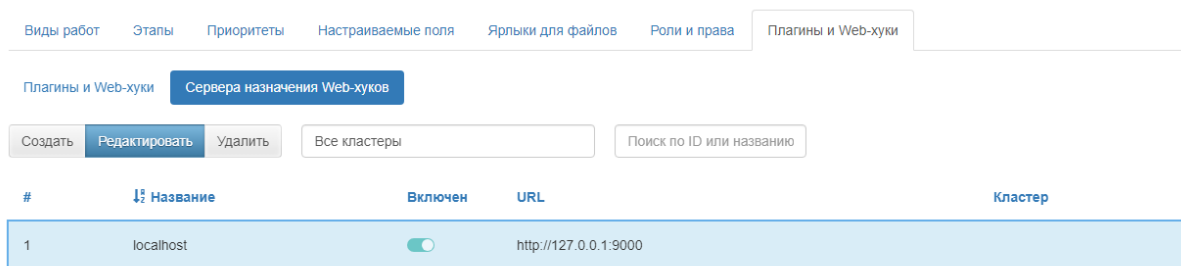 Виды работ Этапы Приоритеты Настраиваемые поля Ярлыки для файлов Роли и права Плагины и Web-хуки
Плагины и Web-хуки Сервера назначения Web-хуков
Создать Редактировать Удалить Все кластеры Поиск по ID или названию
# Название Включен URL Кластер
1 localhost http://127.0.0.1:9000